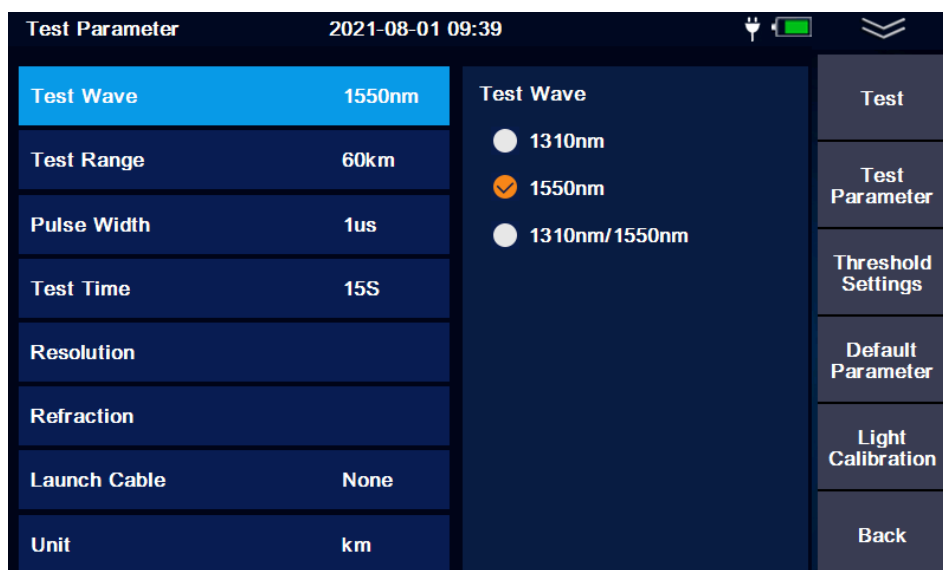 Test Parameter 2021-08-01 09:39
Test Wave 1550nm
Test Range 60km
Pulse Width 1us
Test Time 15S
Resolution
Refraction
Launch Cable None
Unit km
Test Wave
1310nm
1550nm
1310nm/1550nm
Test
Test
Parameter
Threshold
Settings
Default
Parameter
Light
Calibration
Back